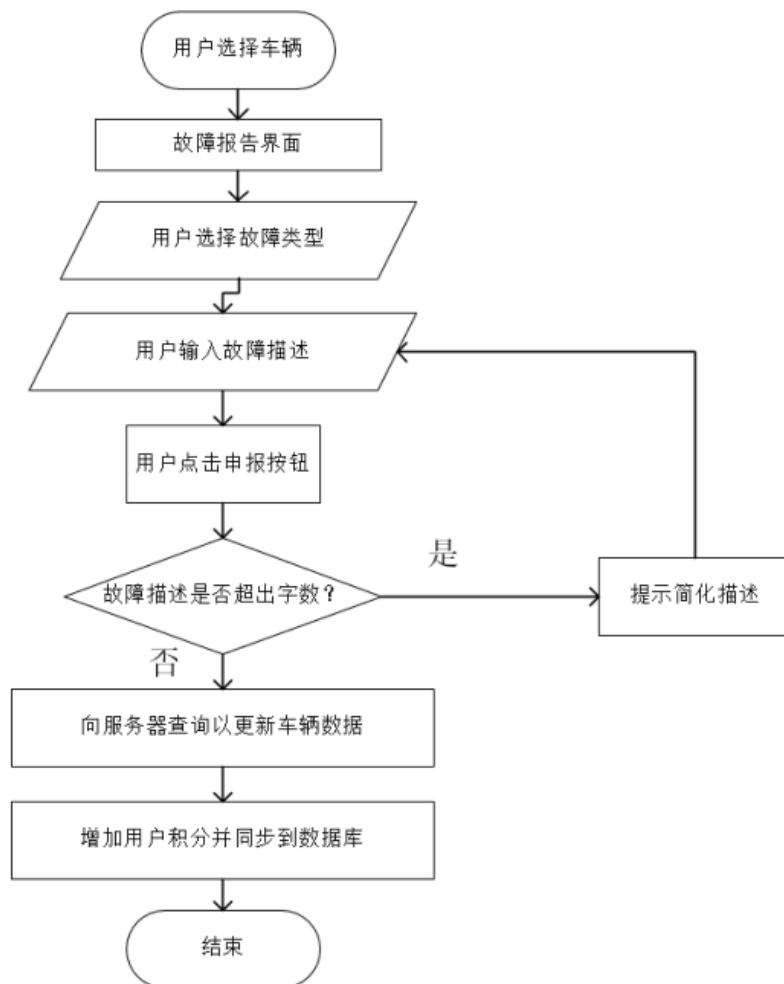 用户选择车辆
故障报告界面
用户选择故障类型
用户输入故障描述
用户点击申报按钮
是
故障描述是否超出字数？
提示简化描述
否
向服务器查询以更新车辆数据
增加用户积分并同步到数据库
结束